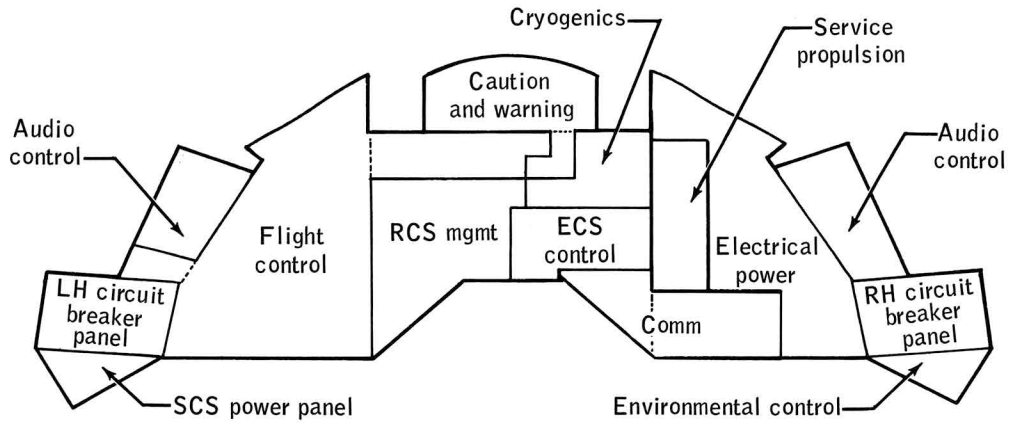 Cryogenics
Service
propulsion
Caution
and warning
Audio
control
Audio
control
Flight
control
RCS mgmt
ECS
control
Electrical
power
LH circuit
breaker
panel
RH circuit
breaker
panel
Comm
SCS power panel
Environmental control